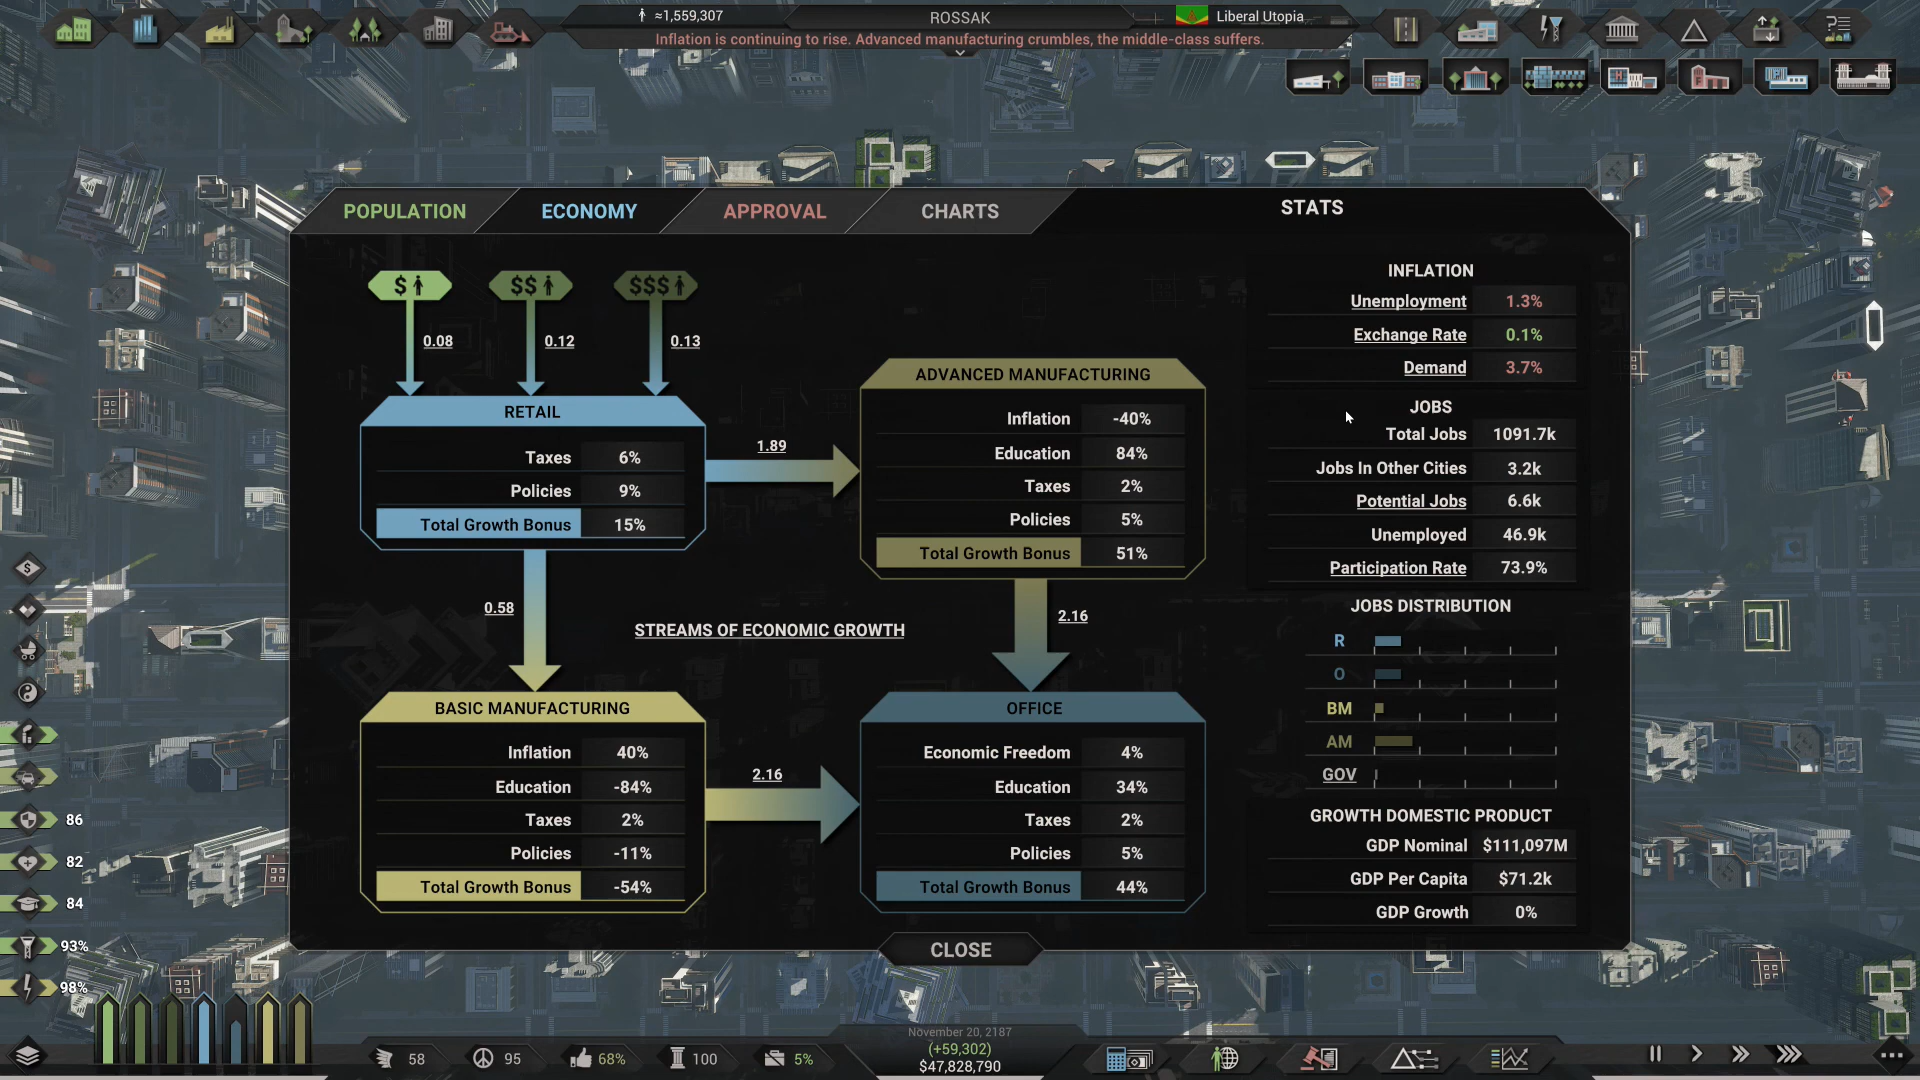 ≈1,559,307
ROSSAK
Liberal Utopia
Inflation is continuing to rise. Advanced manufacturing crumbles, the middle-class suffers.
POPULATION
ECONOMY
APPROVAL
CHARTS
STATS
$
$$
$$$
0.08
0.12
0.13
RETAIL
Taxes 6%
Policies 9%
Total Growth Bonus 15%
1.89
ADVANCED MANUFACTURING
Inflation -40%
Education 84%
Taxes 2%
Policies 5%
Total Growth Bonus 51%
0.58
STREAMS OF ECONOMIC GROWTH
2.16
BASIC MANUFACTURING
Inflation 40%
Education -84%
Taxes 2%
Policies -11%
Total Growth Bonus -54%
2.16
OFFICE
Economic Freedom 4%
Education 34%
Taxes 2%
Policies 5%
Total Growth Bonus 44%
INFLATION
Unemployment 1.3%
Exchange Rate 0.1%
Demand 3.7%
JOBS
Total Jobs 1091.7k
Jobs In Other Cities 3.2k
Potential Jobs 6.6k
Unemployed 46.9k
Participation Rate 73.9%
JOBS DISTRIBUTION
R
O
BM
AM
GOV
GROWTH DOMESTIC PRODUCT
GDP Nominal $111,097M
GDP Per Capita $71.2k
GDP Growth 0%
CLOSE
$
86
82
84
93%
98%
58
95
68%
100
5%
November 20, 2187
(+59,302)
$47,828,790